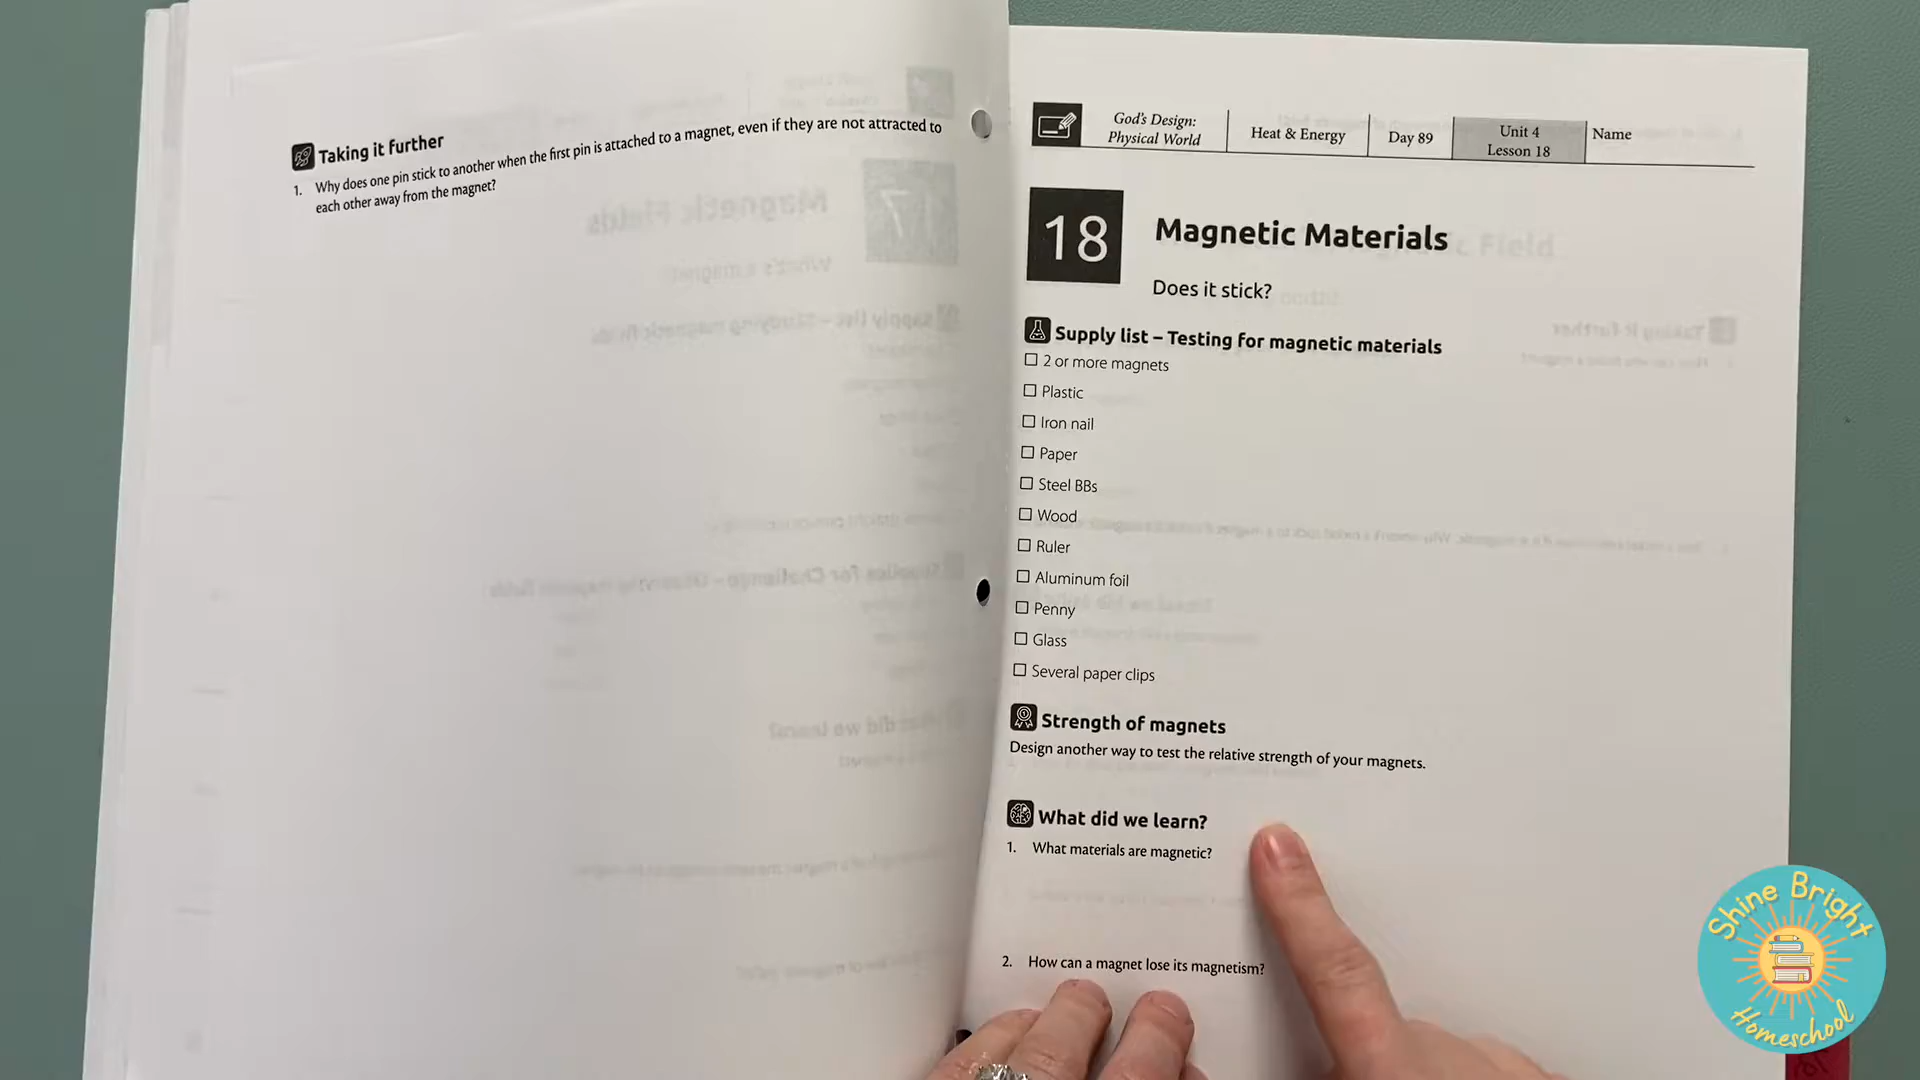 Taking it further
1. Why does one pin stick to another when the first pin is attached to a magnet, even if they are not attracted to
each other away from the magnet?
God's Design:
Physical World
Heat & Energy
Day 89
Unit 4
Lesson 18
Name
18
Magnetic Materials
Does it stick?
Supply list – Testing for magnetic materials
2 or more magnets
Plastic
Iron nail
Paper
Steel BBs
Wood
Ruler
Aluminum foil
Penny
Glass
Several paper clips
Strength of magnets
Design another way to test the relative strength of your magnets.
What did we learn?
1. What materials are magnetic?
2. How can a magnet lose its magnetism?
Shine Bright
Homeschool